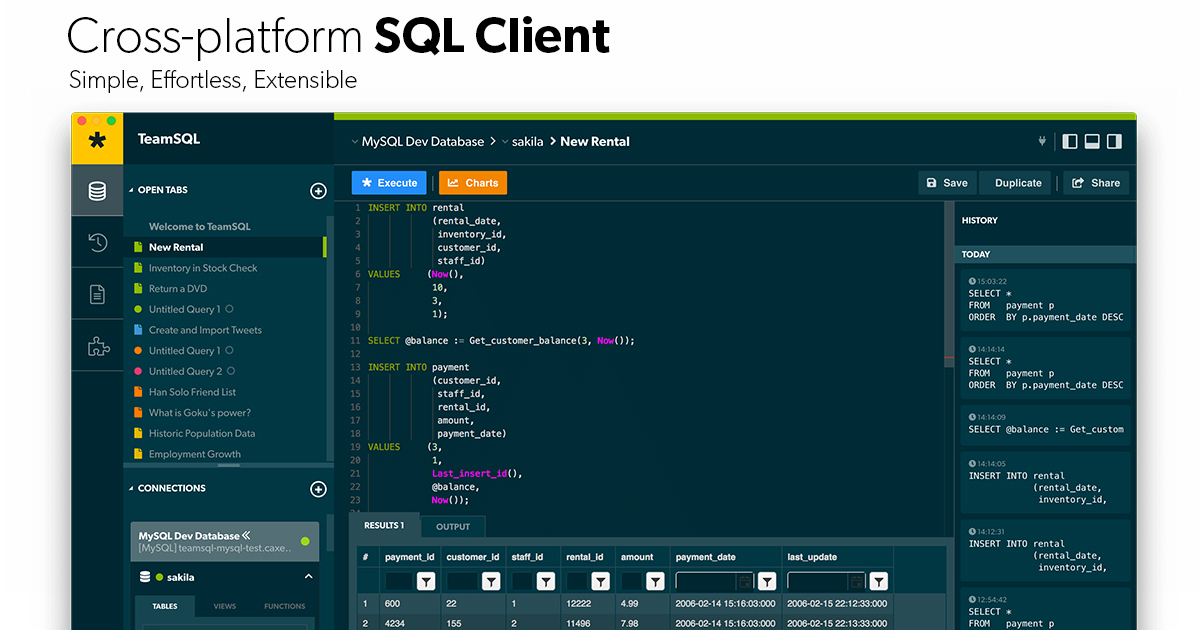 Cross-platform SQL Client
Simple, Effortless, Extensible
TeamSQL
MySQL Dev Database > sakila > New Rental
OPEN TABS
Welcome to TeamSQL
New Rental
Inventory in Stock Check
Return a DVD
Untitled Query 1
Create and Import Tweets
Untitled Query 1
Untitled Query 2
Han Solo Friend List
What is Goku's power?
Historic Population Data
Employment Growth
CONNECTIONS
MySQL Dev Database
[MySQL] teamsql-mysql-test.caxe..
sakila
TABLES VIEWS FUNCTIONS
Execute Charts Save Duplicate Share
1 INSERT INTO rental
2 (rental_date,
3 inventory_id,
4 customer_id,
5 staff_id)
6 VALUES (Now(),
7 10,
8 3,
9 1);
10
11 SELECT @balance := Get_customer_balance(3, Now());
12
13 INSERT INTO payment
14 (customer_id,
15 staff_id,
16 rental_id,
17 amount,
18 payment_date)
19 VALUES (3,
20 1,
21 Last_insert_id(),
22 @balance,
23 Now());
RESULTS 1 OUTPUT
# payment_id customer_id staff_id rental_id amount payment_date last_update
1 600 22 1 12222 4.99 2006-02-14 15:16:03:000 2006-02-15 22:12:33:000
2 4234 155 2 11496 7.98 2006-02-14 15:16:03:000 2006-02-15 22:13:33:000
HISTORY
TODAY
15:03:22
SELECT *
FROM payment p
ORDER BY p.payment_date DESC
14:14:14
SELECT *
FROM payment p
ORDER BY p.payment_date DESC
14:14:09
SELECT @balance := Get_custom
14:14:05
INSERT INTO rental
(rental_date,
inventory_id,
14:12:31
INSERT INTO rental
(rental_date,
inventory_id,
12:54:42
SELECT *
FROM payment p